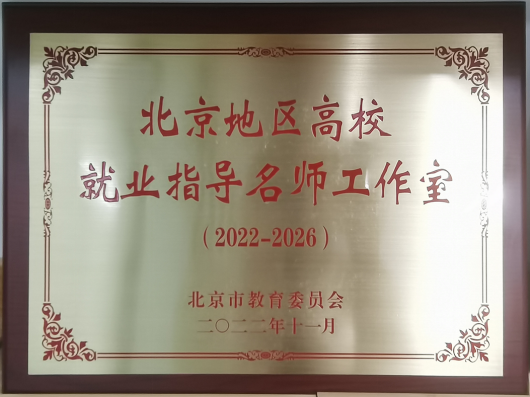 北京地区高校
就业指导名师工作室
（2022-2026）
北京市教育委员会
二〇二二年十一月